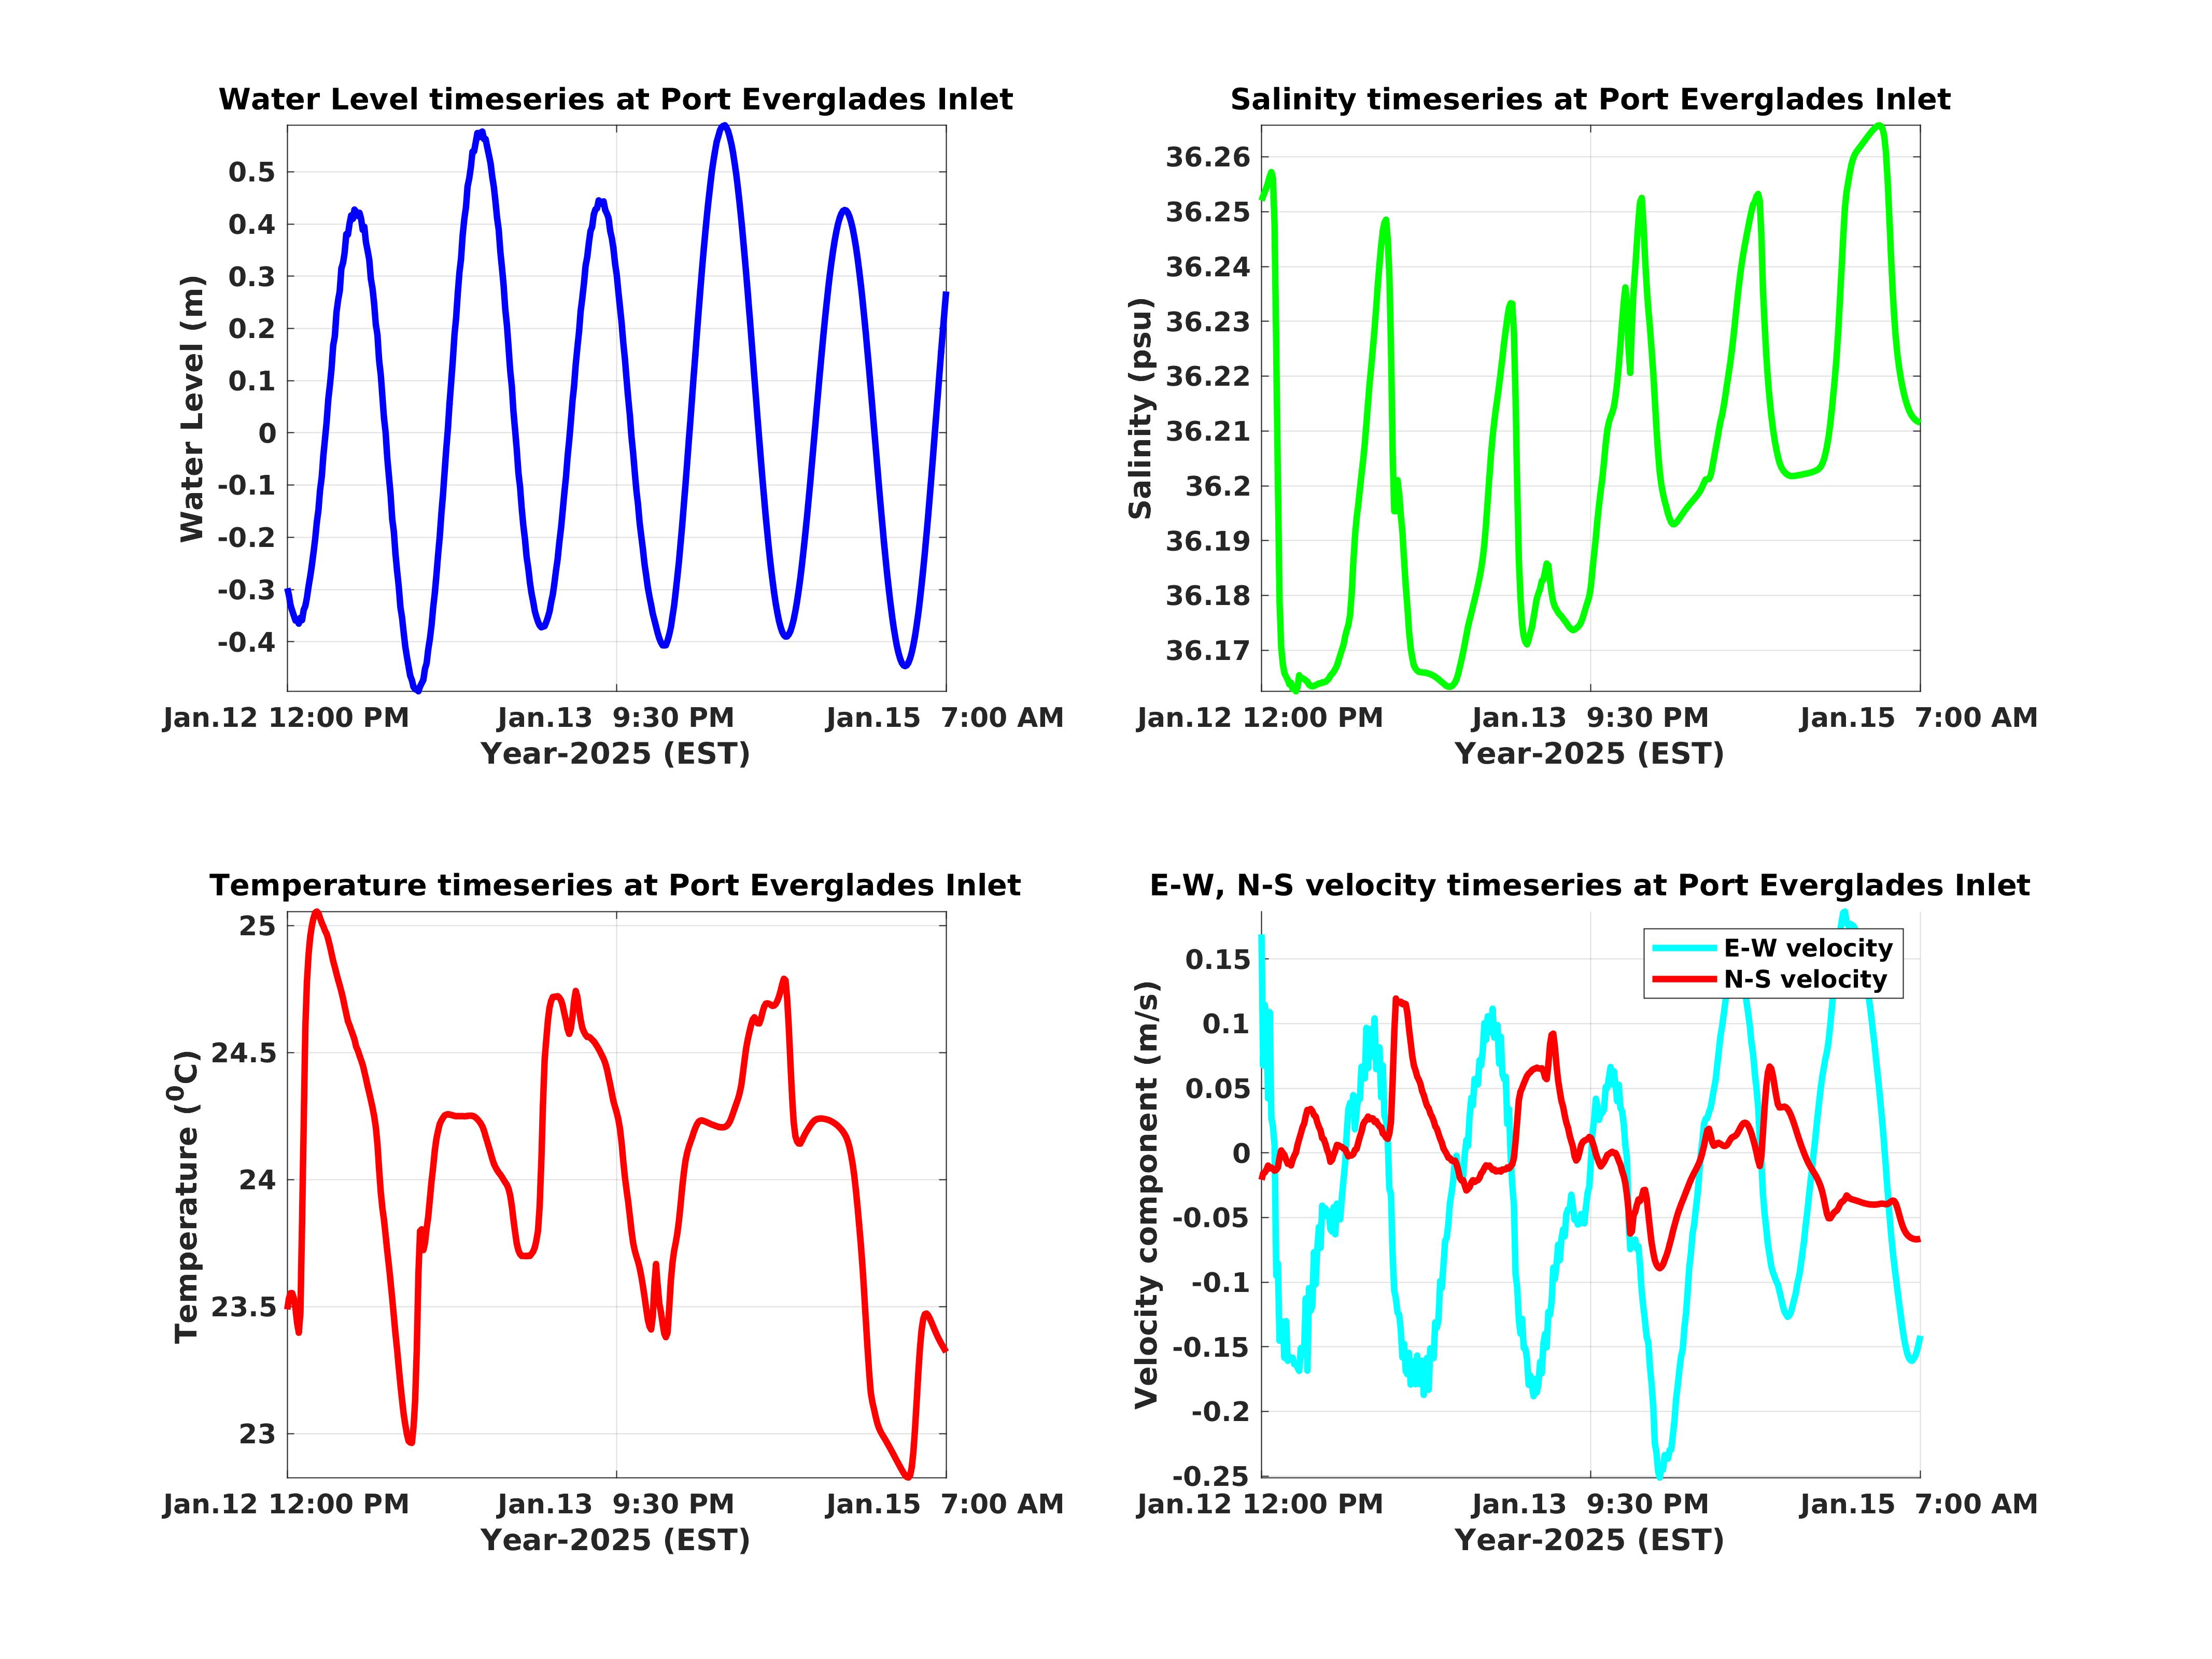 Water Level timeseries at Port Everglades Inlet
Water Level (m)
0.5
0.4
0.3
0.2
0.1
0
-0.1
-0.2
-0.3
-0.4
Jan.12 12:00 PM Jan.13  9:30 PM Jan.15  7:00 AM
Year-2025 (EST)
Salinity timeseries at Port Everglades Inlet
Salinity (psu)
36.26
36.25
36.24
36.23
36.22
36.21
36.2
36.19
36.18
36.17
Jan.12 12:00 PM Jan.13  9:30 PM Jan.15  7:00 AM
Year-2025 (EST)
Temperature timeseries at Port Everglades Inlet
Temperature (⁰C)
25
24.5
24
23.5
23
Jan.12 12:00 PM Jan.13  9:30 PM Jan.15  7:00 AM
Year-2025 (EST)
E-W, N-S velocity timeseries at Port Everglades Inlet
Velocity component (m/s)
E-W velocity
N-S velocity
0.15
0.1
0.05
0
-0.05
-0.1
-0.15
-0.2
-0.25
Jan.12 12:00 PM Jan.13  9:30 PM Jan.15  7:00 AM
Year-2025 (EST)